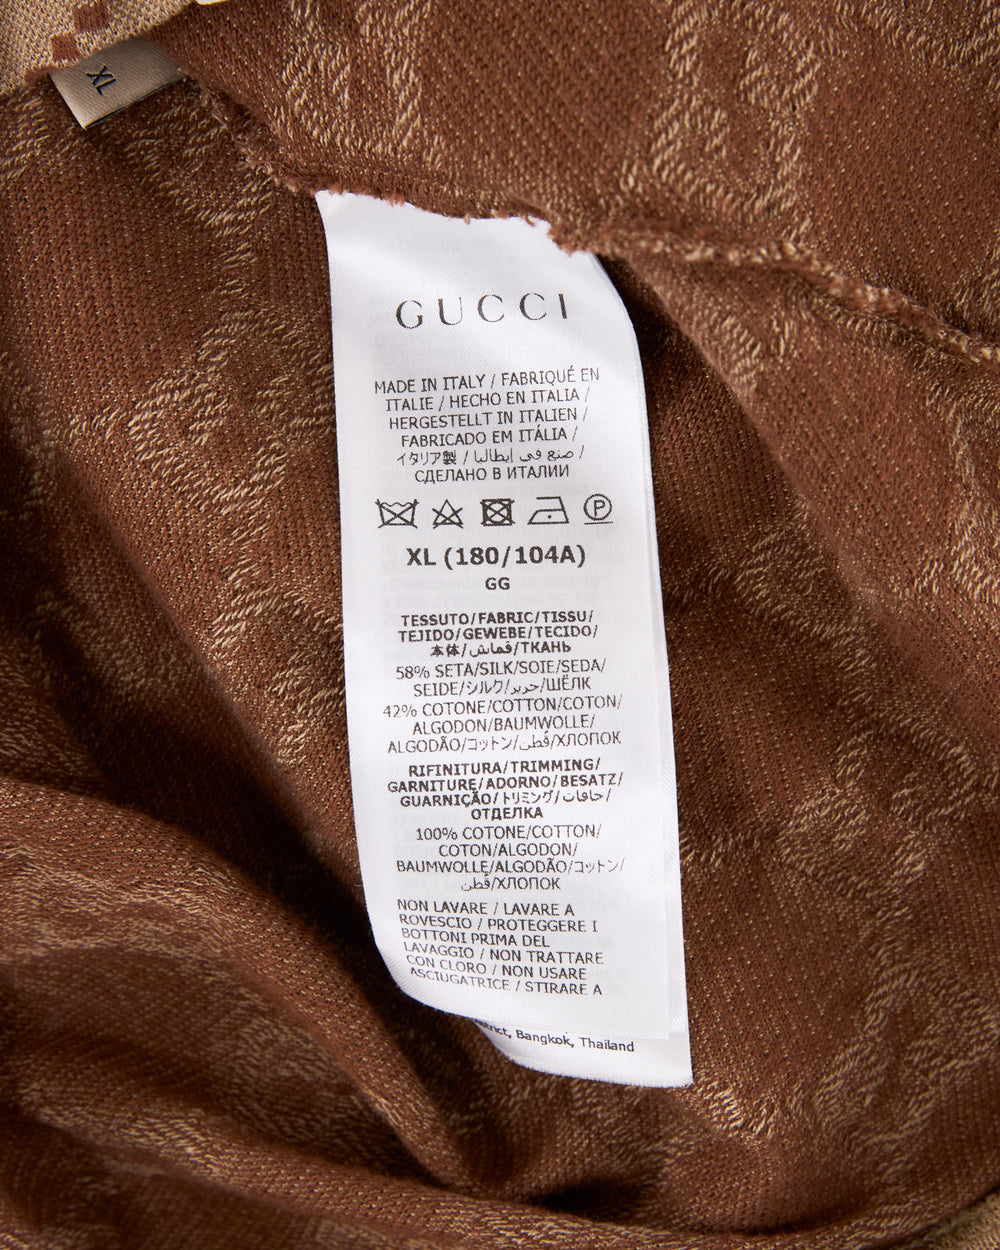 XL
GUCCI
MADE IN ITALY / FABRIQUÉ EN
ITALIE / HECHO EN ITALIA /
HERGESTELLT IN ITALIEN /
FABRICADO EM ITÁLIA /
イタリア製 / صنع في إيطاليا /
СДЕЛАНО В ИТАЛИИ
P
XL (180/104A)
GG
TESSUTO/FABRIC/TISSU/
TEJIDO/GEWEBE/TECIDO/
本体/قماش/ТКАНЬ
58% SETA/SILK/SOIE/SEDA/
SEIDE/シルク/حرير/ШЁЛК
42% COTONE/COTTON/COTON/
ALGODON/BAUMWOLLE/
ALGODÃO/コットン/قُطن/ХЛОПОК
RIFINITURA/TRIMMING/
GARNITURE/ADORNO/BESATZ/
GUARNIÇÃO/トリミング/حافات/
ОТДЕЛКА
100% COTONE/COTTON/
COTON/ALGODON/
BAUMWOLLE/ALGODÃO/コットン/
قُطن/ХЛОПОК
NON LAVARE / LAVARE A
ROVESCIO / PROTEGGERE I
BOTTONI PRIMA DEL
LAVAGGIO / NON TRATTARE
CON CLORO / NON USARE
ASCIUGATRICE / STIRARE A
Bangkok, Thailand